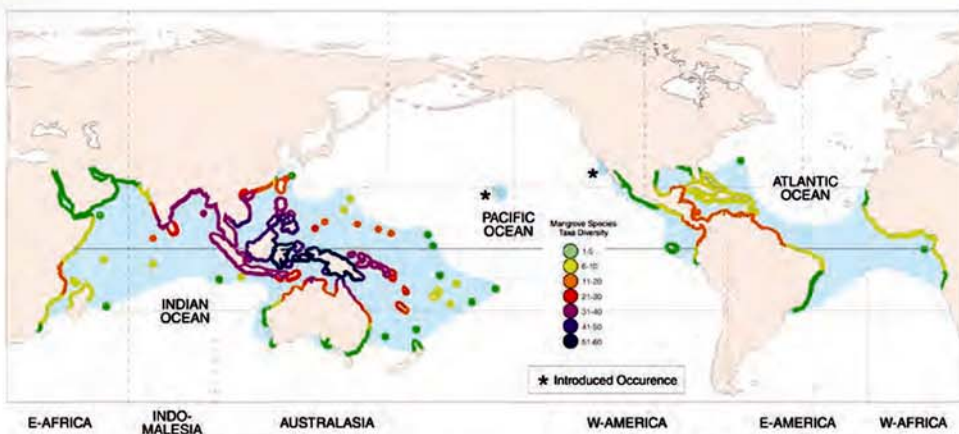 ATLANTIC
OCEAN
PACIFIC
OCEAN
INDIAN
OCEAN
Mangrove Species
Taxa Diversity
1-5
6-10
11-20
21-30
31-40
41-50
51-60
* Introduced Occurence
*
*
E-AFRICA
INDO-
MALESIA
AUSTRALASIA
W-AMERICA
E-AMERICA
W-AFRICA